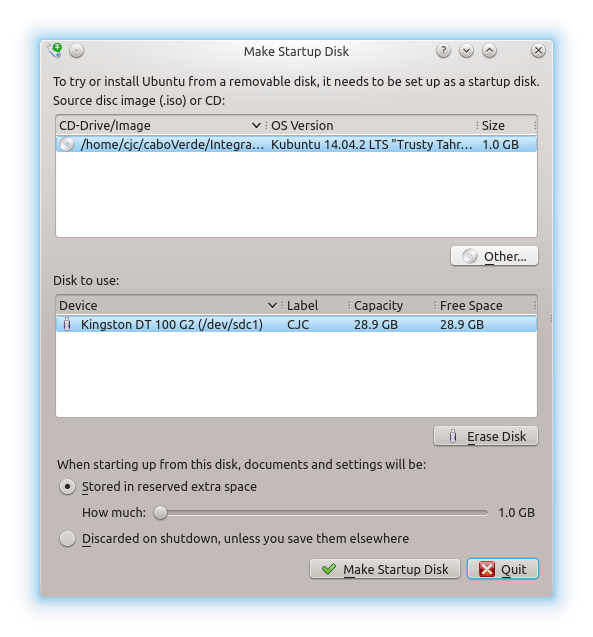 Make Startup Disk
To try or install Ubuntu from a removable disk, it needs to be set up as a startup disk.
Source disc image (.iso) or CD:
CD-Drive/Image OS Version Size
/home/cjc/caboVerde/Integra... Kubuntu 14.04.2 LTS "Trusty Tahr... 1.0 GB
Other...
Disk to use:
Device Label Capacity Free Space
Kingston DT 100 G2 (/dev/sdc1) CJC 28.9 GB 28.9 GB
Erase Disk
When starting up from this disk, documents and settings will be:
Stored in reserved extra space
How much: 1.0 GB
Discarded on shutdown, unless you save them elsewhere
Make Startup Disk Quit